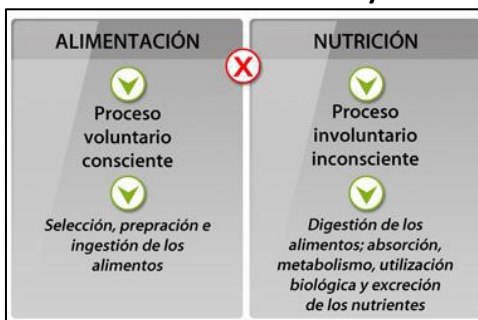 ALIMENTACIÓN
Proceso
voluntario
consciente
Selección, prepración e
ingestión de los
alimentos
X
NUTRICIÓN
Proceso
involuntario
inconsciente
Digestión de los
alimentos; absorción,
metabolismo, utilización
biológica y excreción
de los nutrientes